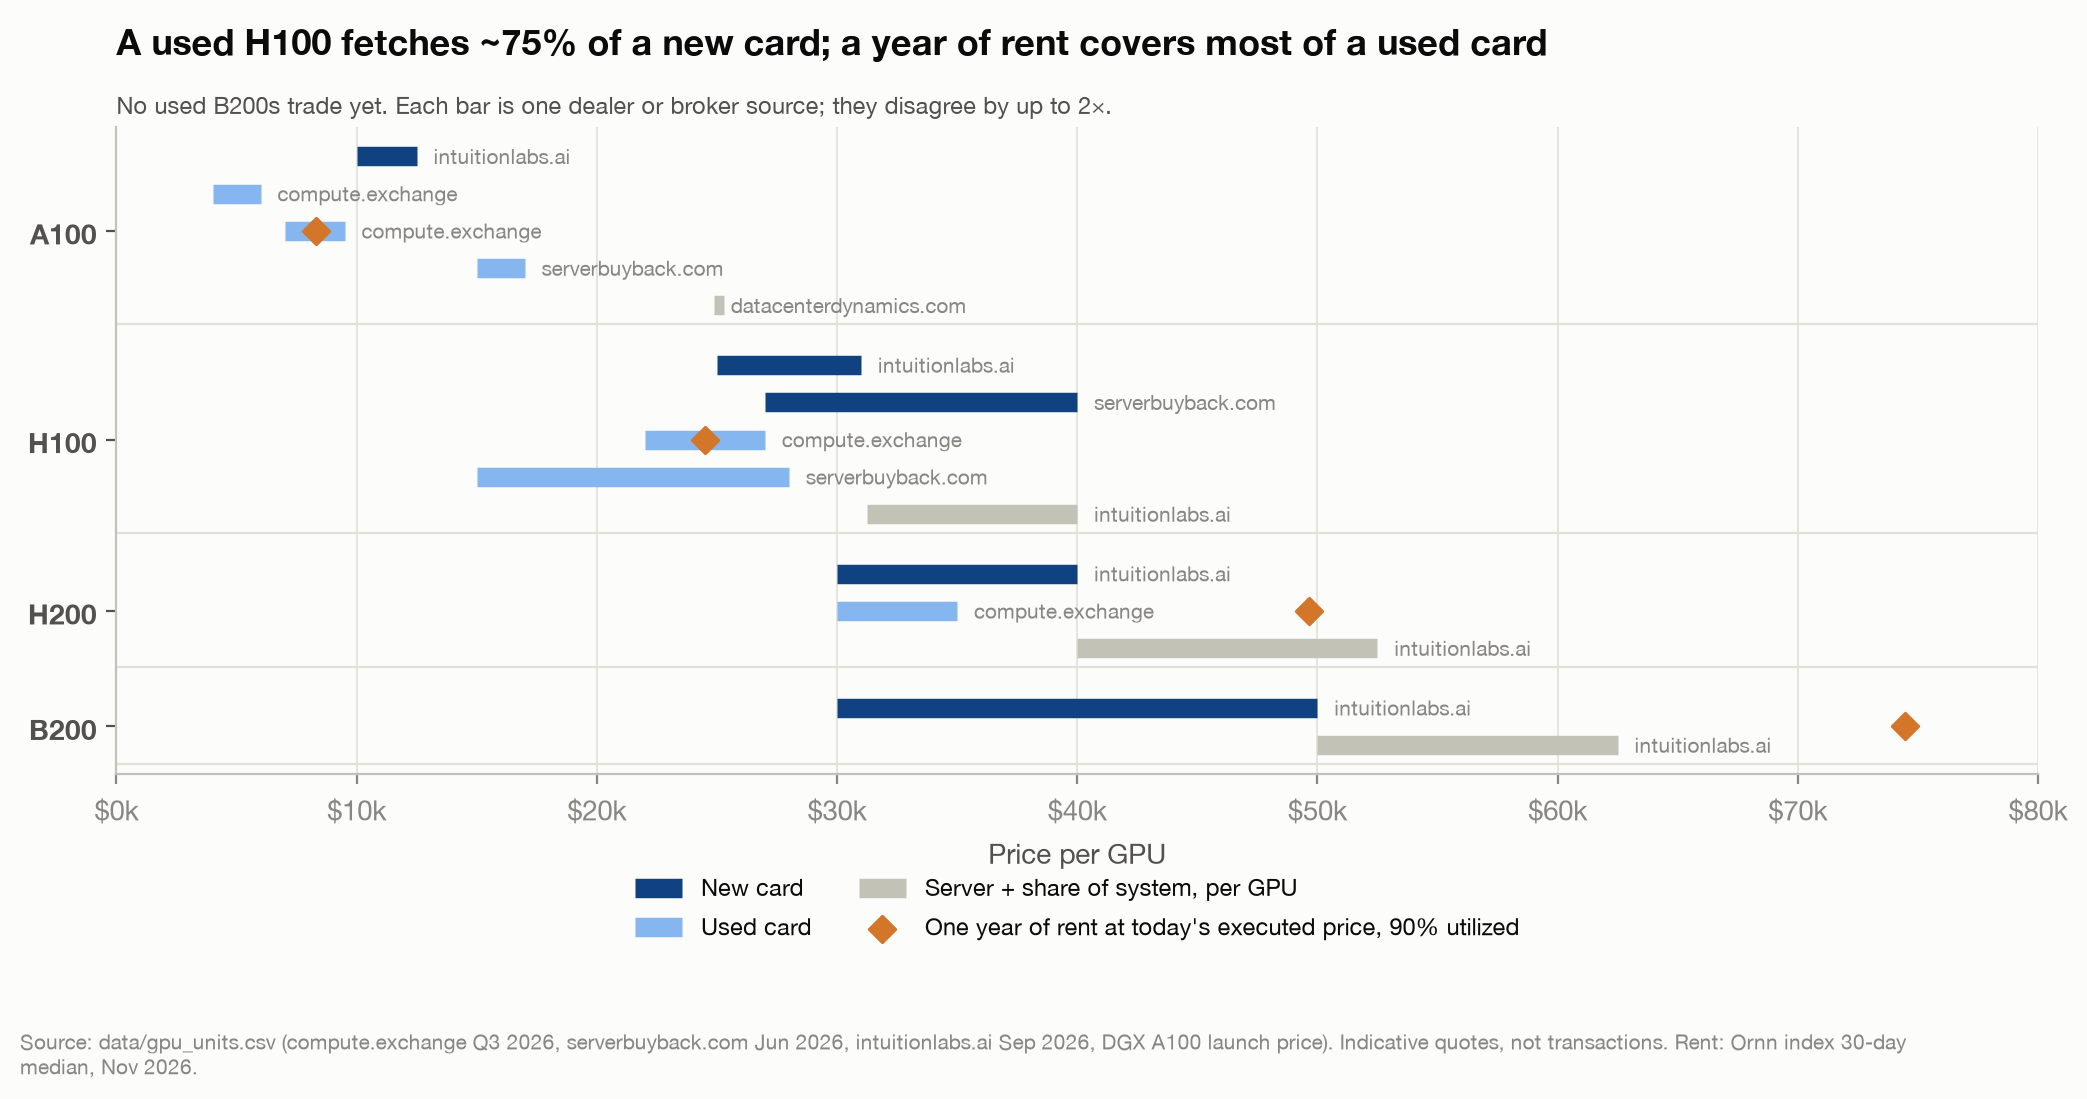 A used H100 fetches ~75% of a new card; a year of rent covers most of a used card
No used B200s trade yet. Each bar is one dealer or broker source; they disagree by up to 2×.
intuitionlabs.ai
compute.exchange
A100
compute.exchange
serverbuyback.com
datacenterdynamics.com
intuitionlabs.ai
serverbuyback.com
H100
compute.exchange
serverbuyback.com
intuitionlabs.ai
intuitionlabs.ai
H200
compute.exchange
intuitionlabs.ai
intuitionlabs.ai
B200
intuitionlabs.ai
$0k $10k $20k $30k $40k $50k $60k $70k $80k
Price per GPU
New card
Server + share of system, per GPU
Used card
One year of rent at today's executed price, 90% utilized
Source: data/gpu_units.csv (compute.exchange Q3 2026, serverbuyback.com Jun 2026, intuitionlabs.ai Sep 2026, DGX A100 launch price). Indicative quotes, not transactions. Rent: Ornn index 30-day
median, Nov 2026.